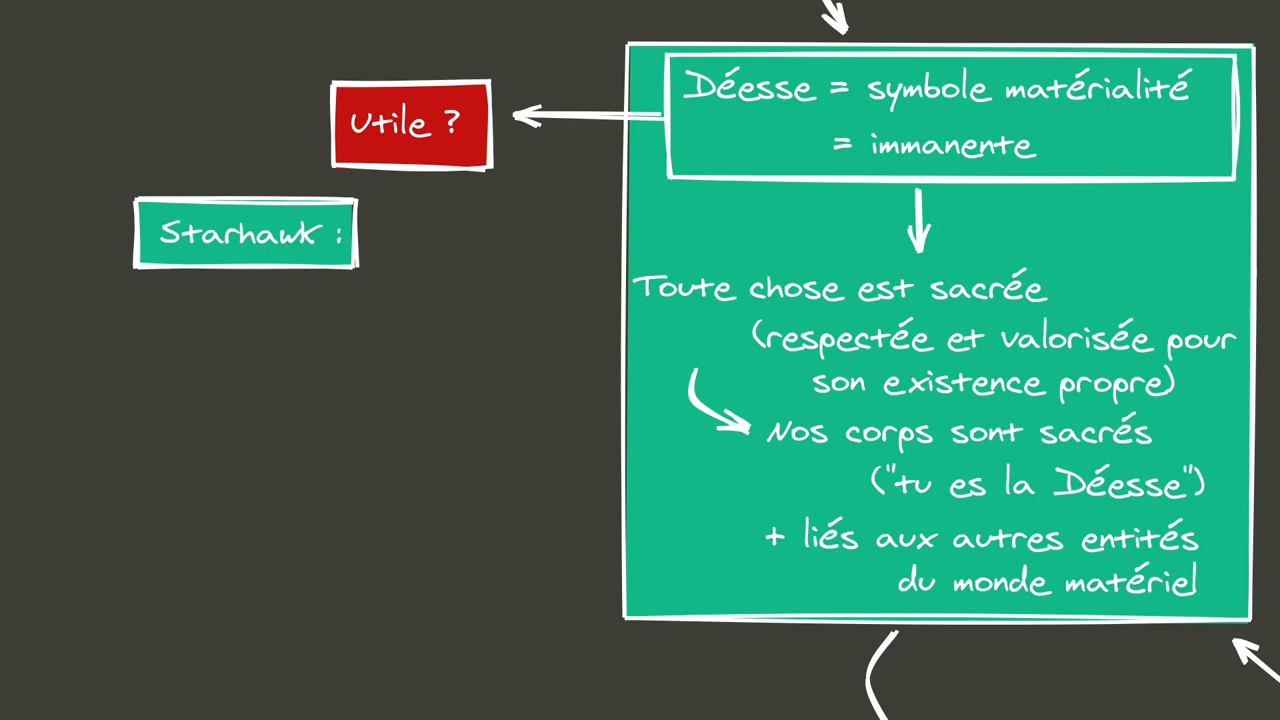 Utile ?
Starhawk :
Déesse = symbole matérialité
= immanente
Toute chose est sacrée
(respectée et valorisée pour
son existence propre)
Nos corps sont sacrés
("tu es la Déesse")
+ liés aux autres entités
du monde matériel